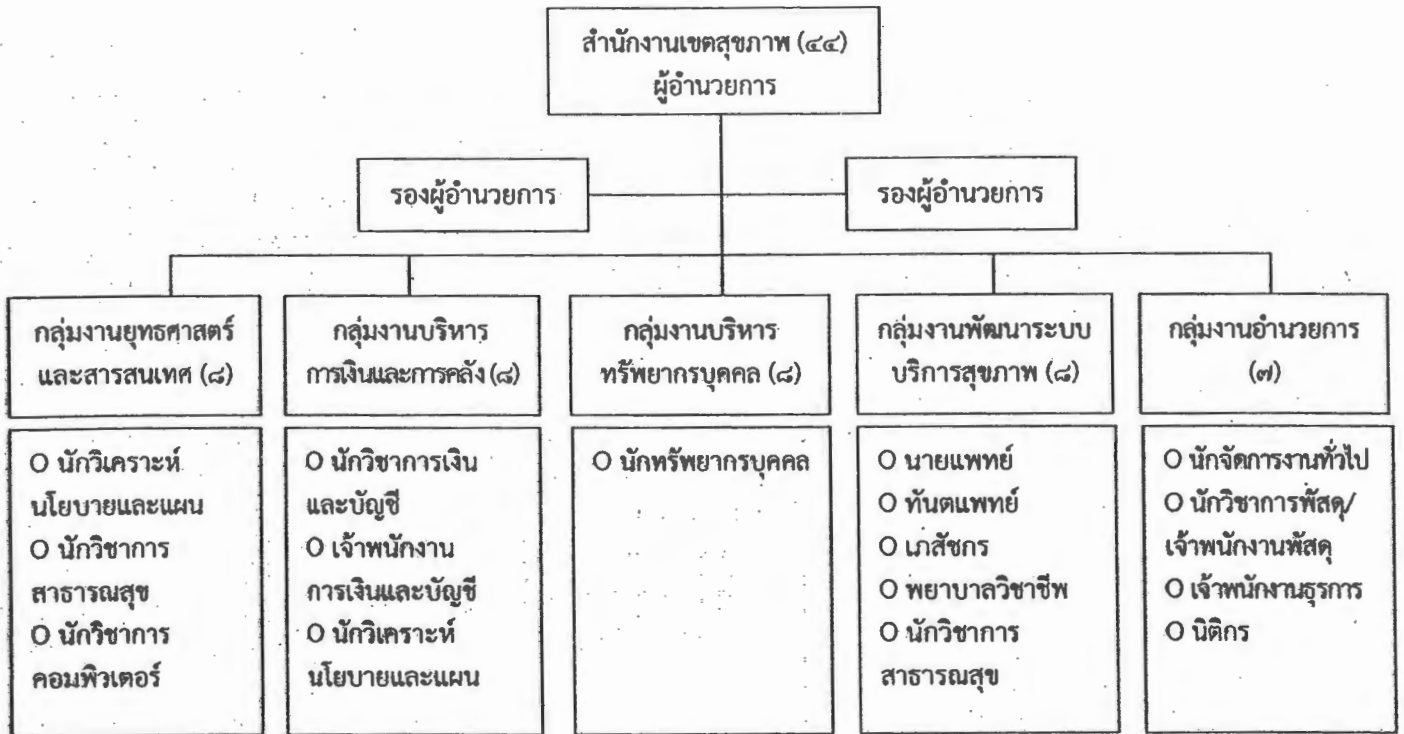 สำนักงานเขตสุขภาพ (๔๔)
ผู้อำนวยการ
รองผู้อำนวยการ
รองผู้อำนวยการ
กลุ่มงานยุทธศาสตร์
และสารสนเทศ (๘)
กลุ่มงานบริหาร
การเงินและการคลัง (๘)
กลุ่มงานบริหาร
ทรัพยากรบุคคล (๘)
กลุ่มงานพัฒนาระบบ
บริการสุขภาพ (๘)
กลุ่มงานอำนวยการ
(๗)
O นักวิเคราะห์
นโยบายและแผน
O นักวิชาการ
สาธารณสุข
O นักวิชาการ
คอมพิวเตอร์
O นักวิชาการเงิน
และบัญชี
O เจ้าพนักงาน
การเงินและบัญชี
O นักวิเคราะห์
นโยบายและแผน
O นักทรัพยากรบุคคล
O นายแพทย์
O ทันตแพทย์
O เภสัชกร
O พยาบาลวิชาชีพ
O นักวิชาการ
สาธารณสุข
O นักจัดการงานทั่วไป
O นักวิชาการพัสดุ/
เจ้าพนักงานพัสดุ
O เจ้าพนักงานธุรการ
O นิติกร